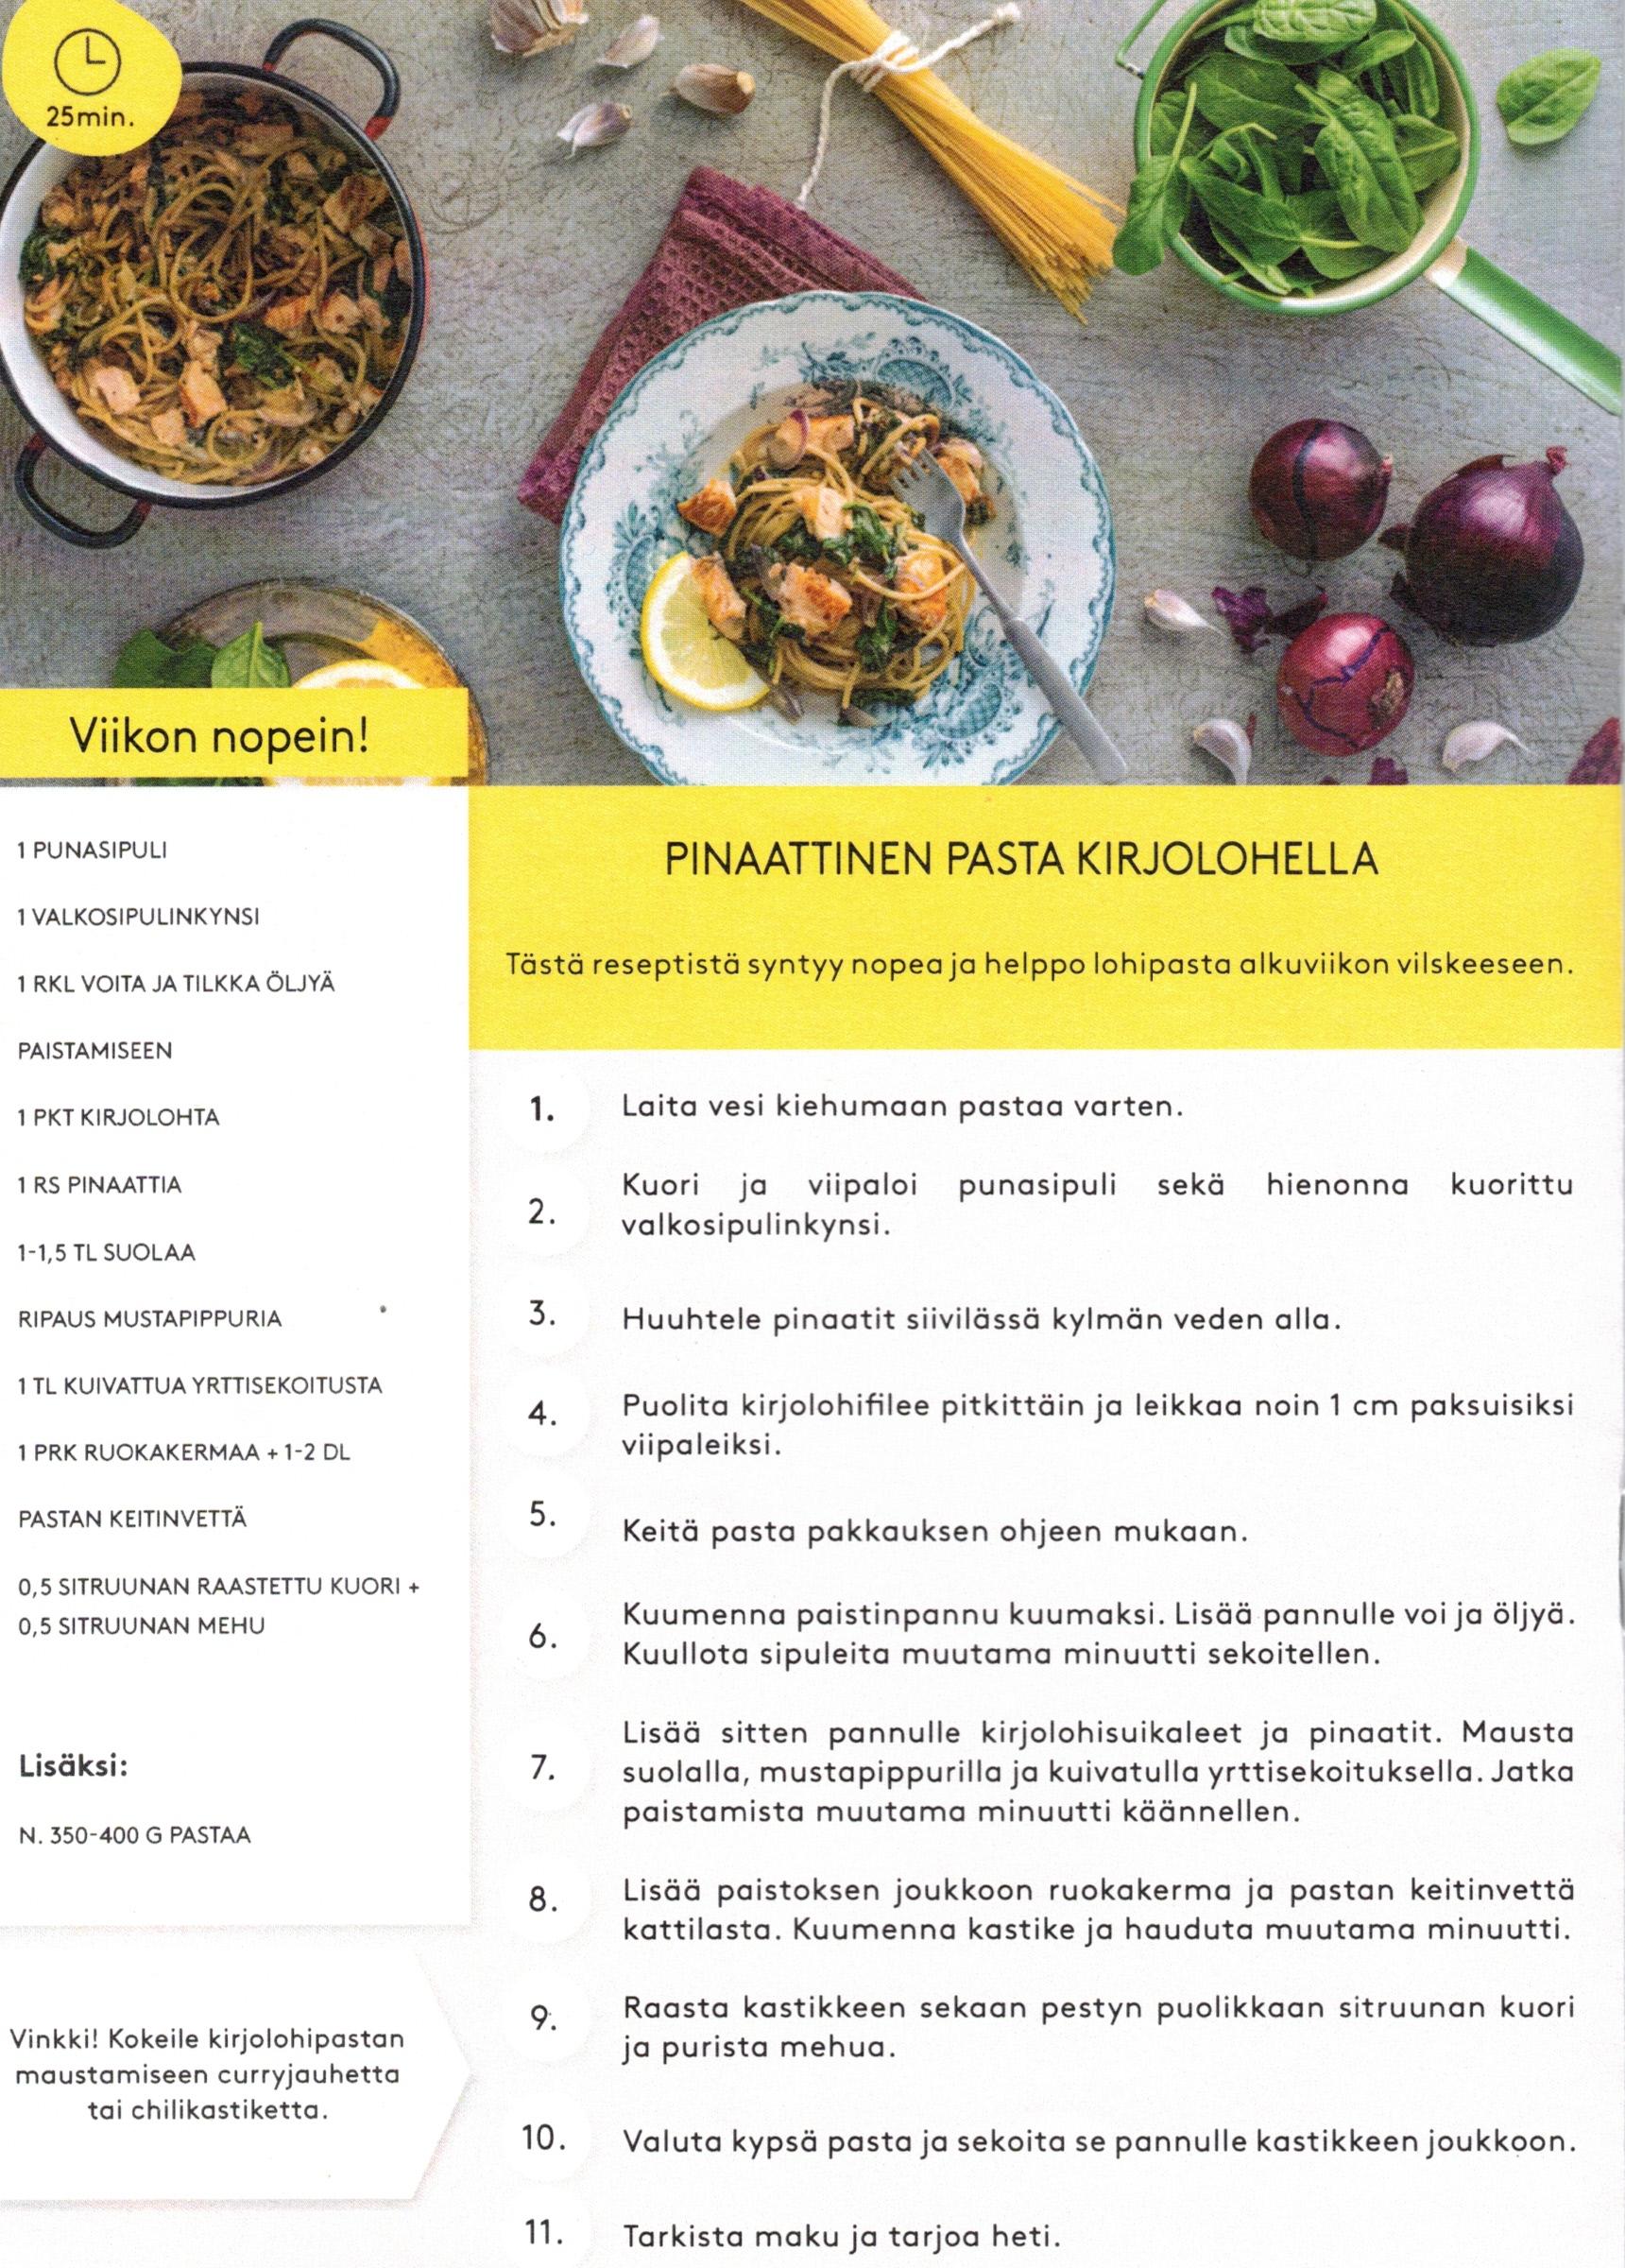 25min.
Viikon nopein!
1 PUNASIPULI
1 VALKOSIPULINKYNSI
1 RKL VOITA JA TILKKA ÖLJYÄ
PAISTAMISEEN
1 PKT KIRJOLOHTA
1 RS PINAATTIA
1-1,5 TL SUOLAA
RIPAUS MUSTAPIPPURIA
1 TL KUIVATTUA YRTTISEKOITUSTA
1 PRK RUOKAKERMAA + 1-2 DL
PASTAN KEITINVETTÄ
0,5 SITRUUNAN RAASTETTU KUORI +
0,5 SITRUUNAN MEHU
Lisäksi:
N. 350-400 G PASTAA
Vinkki! Kokeile kirjolohipastan
maustamiseen curryjauhetta
tai chilikastiketta.
PINAATTINEN PASTA KIRJOLOHELLA
Tästä reseptistä syntyy nopea ja helppo lohipasta alkuviikon vilskeeseen.
1. Laita vesi kiehumaan pastaa varten.
2. Kuori ja viipaloi punasipuli sekä hienonna kuorittu
valkosipulinkynsi.
3. Huuhtele pinaatit siivilässä kylmän veden alla.
4. Puolita kirjolohifilee pitkittäin ja leikkaa noin 1 cm paksuisiksi
viipaleiksi.
5. Keitä pasta pakkauksen ohjeen mukaan.
6. Kuumenna paistinpannu kuumaksi. Lisää pannulle voi ja öljyä.
Kuullota sipuleita muutama minuutti sekoitellen.
7. Lisää sitten pannulle kirjolohisuikaleet ja pinaatit. Mausta
suolalla, mustapippurilla ja kuivatulla yrttisekoituksella. Jatka
paistamista muutama minuutti käännellen.
8. Lisää paistoksen joukkoon ruokakerma ja pastan keitinvettä
kattilasta. Kuumenna kastike ja hauduta muutama minuutti.
9. Raasta kastikkeen sekaan pestyn puolikkaan sitruunan kuori
ja purista mehua.
10. Valuta kypsä pasta ja sekoita se pannulle kastikkeen joukkoon.
11. Tarkista maku ja tarjoa heti.